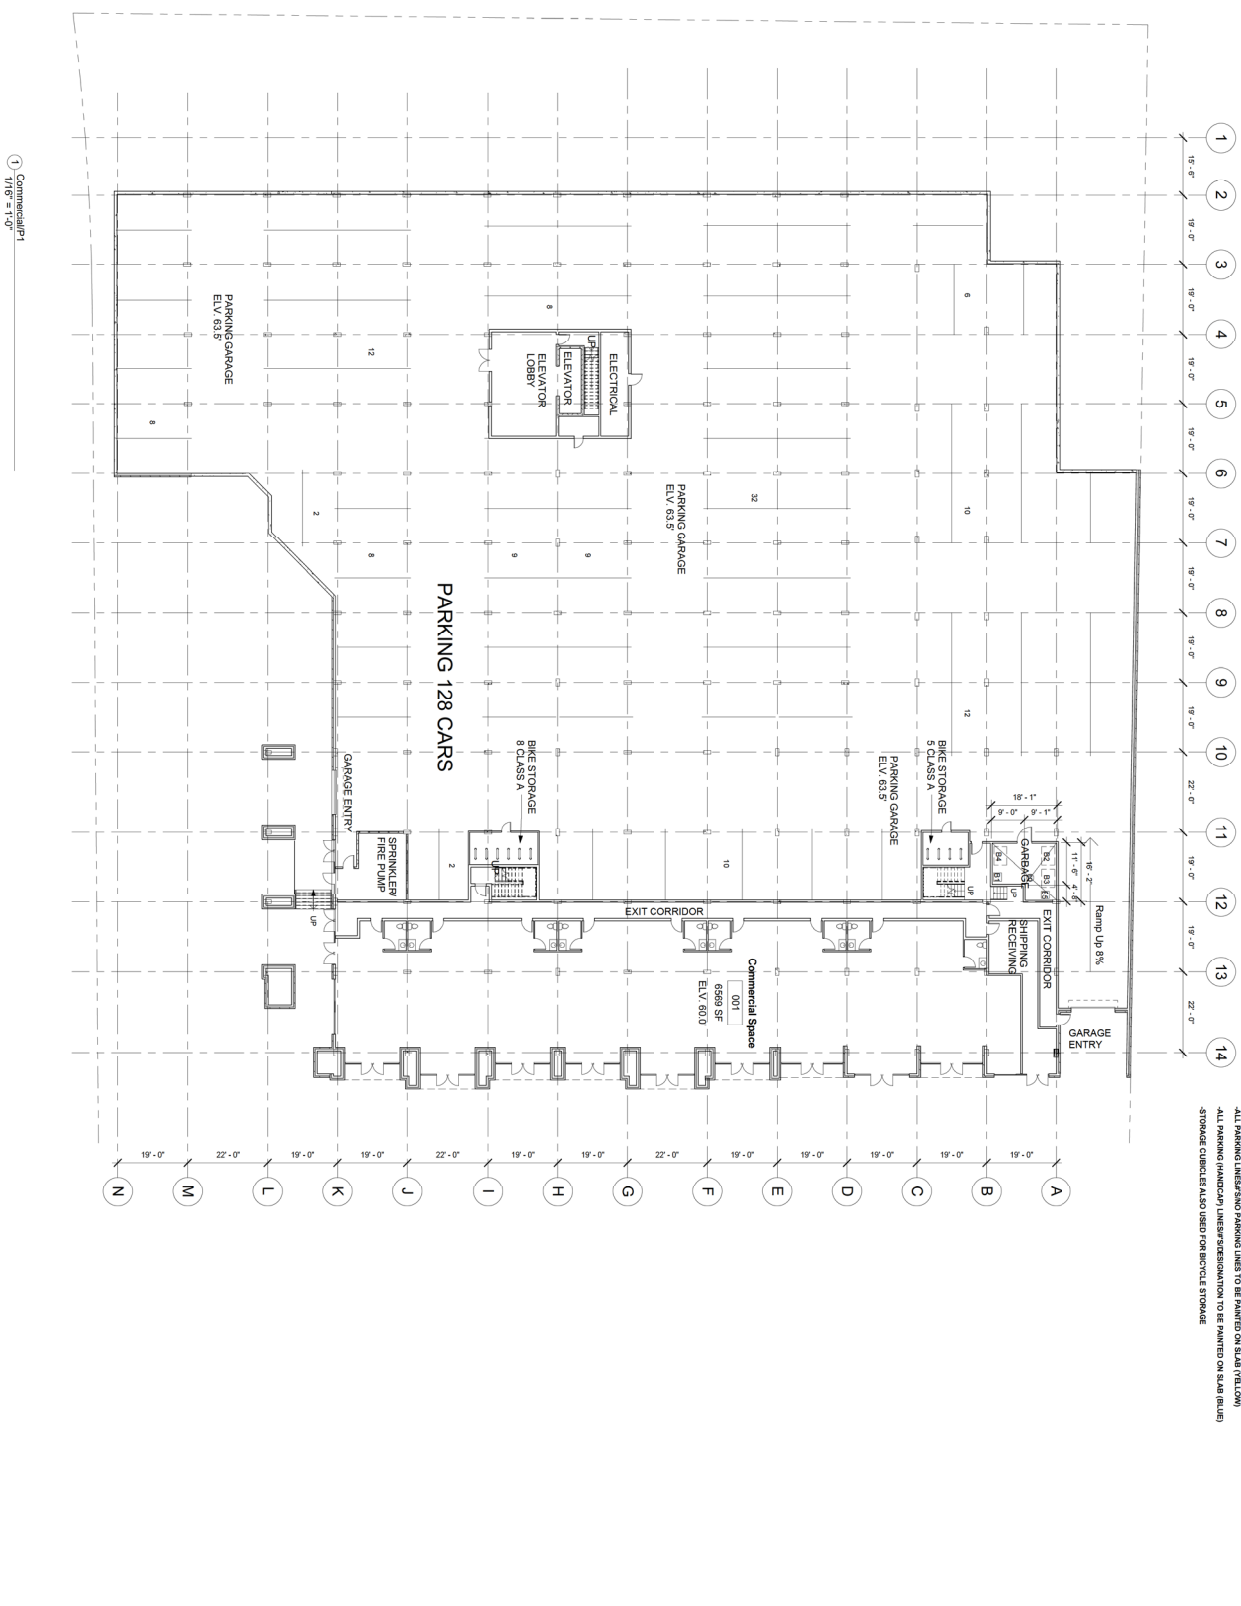 1
2
3
4
5
6
7
8
9
10
11
12
13
14
15' - 6"
19' - 0"
19' - 0"
19' - 0"
19' - 0"
19' - 0"
19' - 0"
19' - 0"
19' - 0"
22' - 0"
19' - 0"
19' - 0"
22' - 0"
PARKING GARAGE
ELV. 63.5'
8
12
8
6
UP
ELECTRICAL
ELEVATOR
ELEVATOR
LOBBY
PARKING GARAGE
ELV. 63.5'
32
10
2
8
9
9
12
PARKING 128 CARS
BIKE STORAGE
8 CLASS A
BIKE STORAGE
5 CLASS A
PARKING GARAGE
ELV. 63.5'
GARAGE ENTRY
SPRINKLER/
FIRE PUMP
2
10
UP
UP
UP
UP
18' - 1"
9' - 0"
9' - 1"
16' - 2"
11' - 6"
4' - 8"
GARBAGE
B4
B1
B2
B3
Ramp Up 8%
EXIT CORRIDOR
EXIT CORRIDOR
SHIPPING
RECEIVING
Commercial Space
001
6569 SF
ELV. 60.0
GARAGE
ENTRY
19' - 0"
22' - 0"
19' - 0"
19' - 0"
22' - 0"
19' - 0"
19' - 0"
22' - 0"
19' - 0"
19' - 0"
19' - 0"
19' - 0"
19' - 0"
N
M
L
K
J
I
H
G
F
E
D
C
B
A
-ALL PARKING LINES/#'S/NO PARKING LINES TO BE PAINTED ON SLAB (YELLOW)
-ALL PARKING (HANDCAP) LINES/#'S/DESIGNATION TO BE PAINTED ON SLAB (BLUE)
-STORAGE CUBICLES ALSO USED FOR BICYCLE STORAGE
1
Commercial/P1
1/16" = 1'-0"